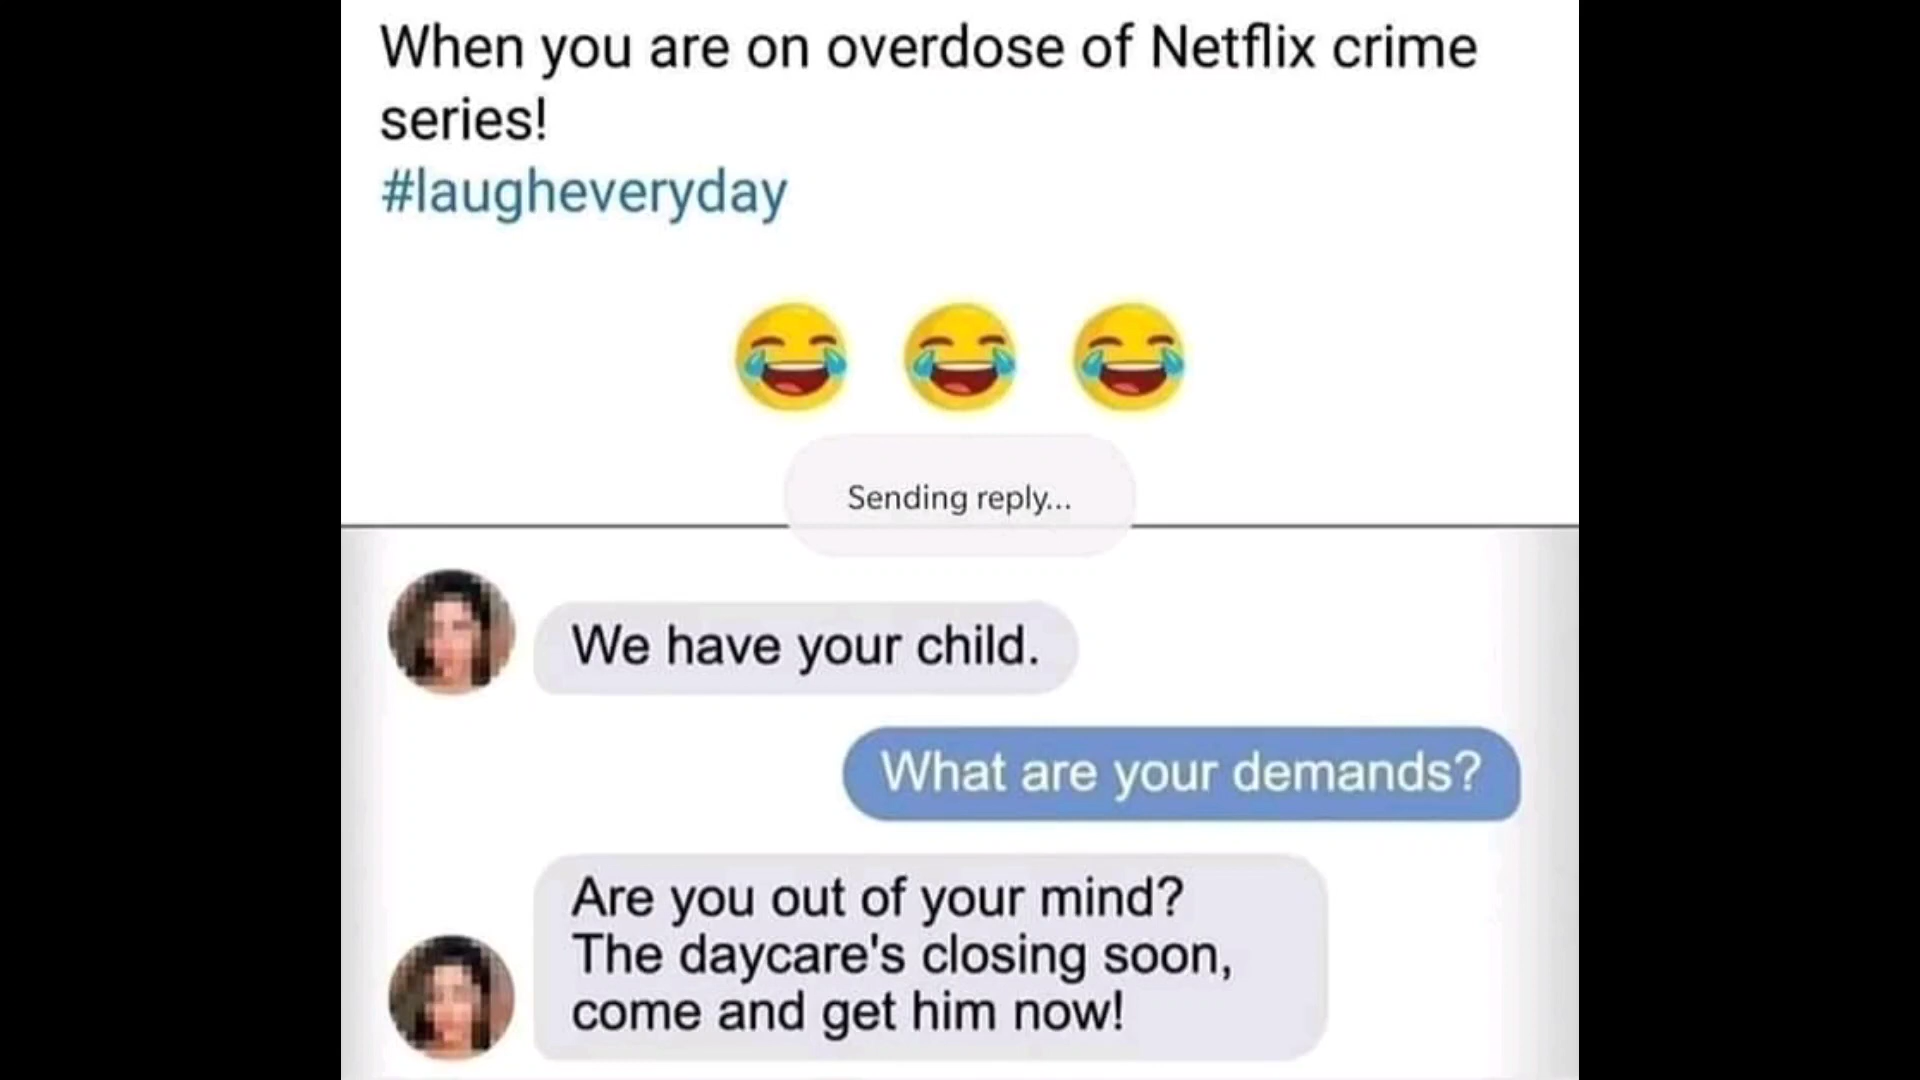 When you are on overdose of Netflix crime
series!
#laugheveryday
Sending reply...
We have your child.
What are your demands?
Are you out of your mind?
The daycare's closing soon,
come and get him now!